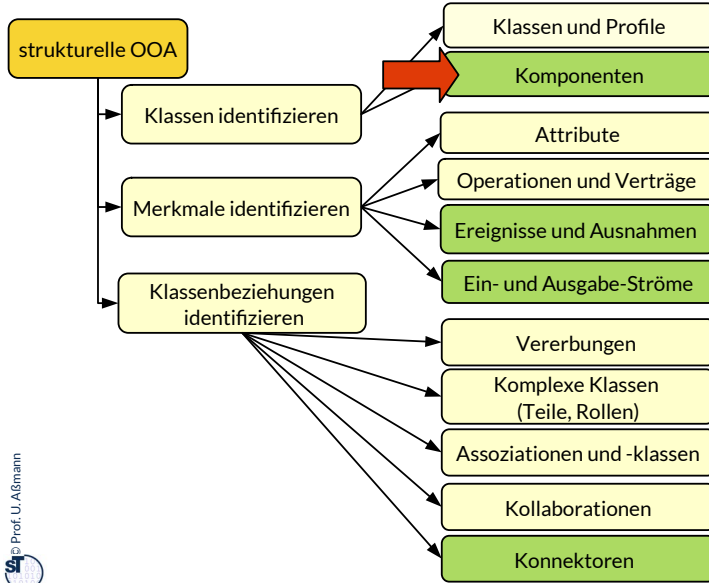 strukturelle OOA
Klassen identifizieren
Merkmale identifizieren
Klassenbeziehungen
identifizieren
Klassen und Profile
Komponenten
Attribute
Operationen und Verträge
Ereignisse und Ausnahmen
Ein- und Ausgabe-Ströme
Vererbungen
Komplexe Klassen
(Teile, Rollen)
Assoziationen und -klassen
Kollaborationen
Konnektoren
© Prof. U. Aßmann
ST